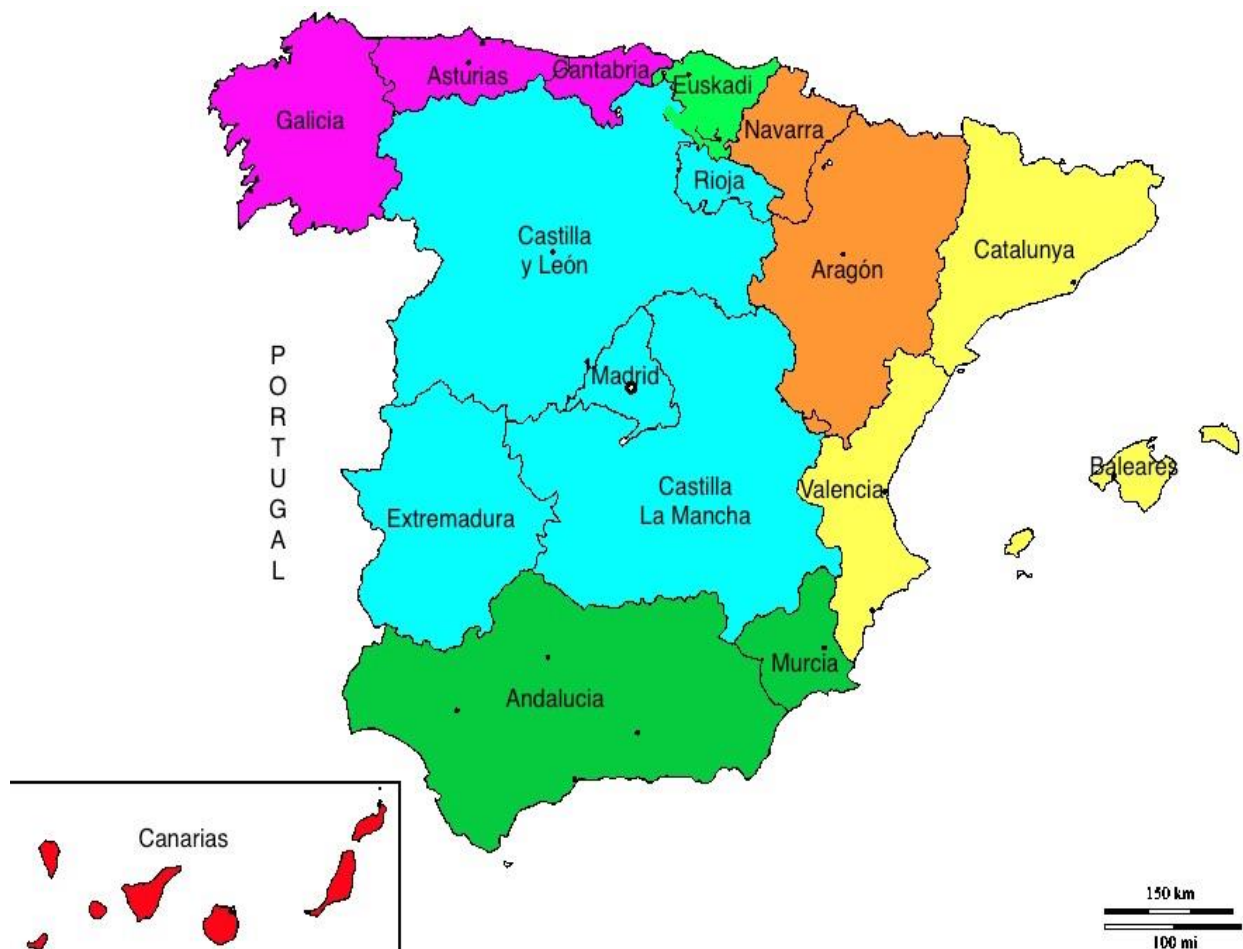 Galicia
Asturias
Cantabria
Euskadi
Navarra
Rioja
Castilla
y León
Aragón
Catalunya
PORTUGAL
Madrid
Extremadura
Castilla
La Mancha
Valencia
Baleares
Andalucia
Murcia
Canarias
150 km
100 mi